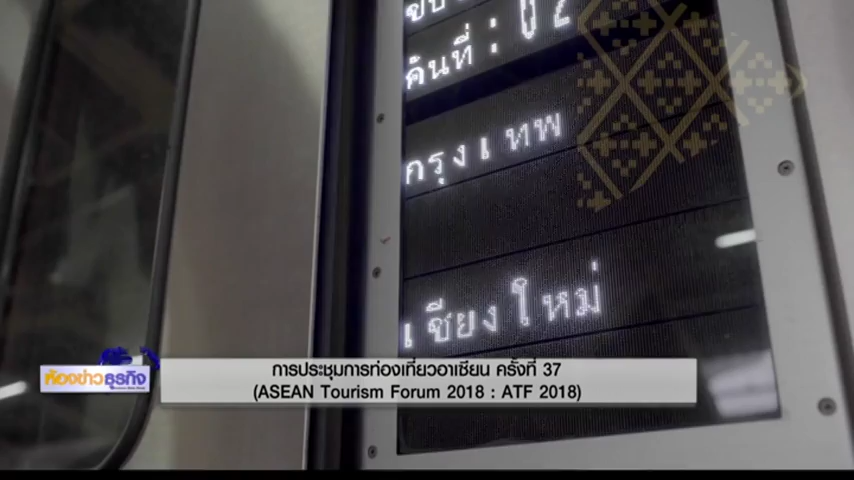 คันที่ : 02
กรุงเทพ
เชียงใหม่
ห้องข่าวธุรกิจ
การประชุมการท่องเที่ยวอาเซียน ครั้งที่ 37
(ASEAN Tourism Forum 2018 : ATF 2018)